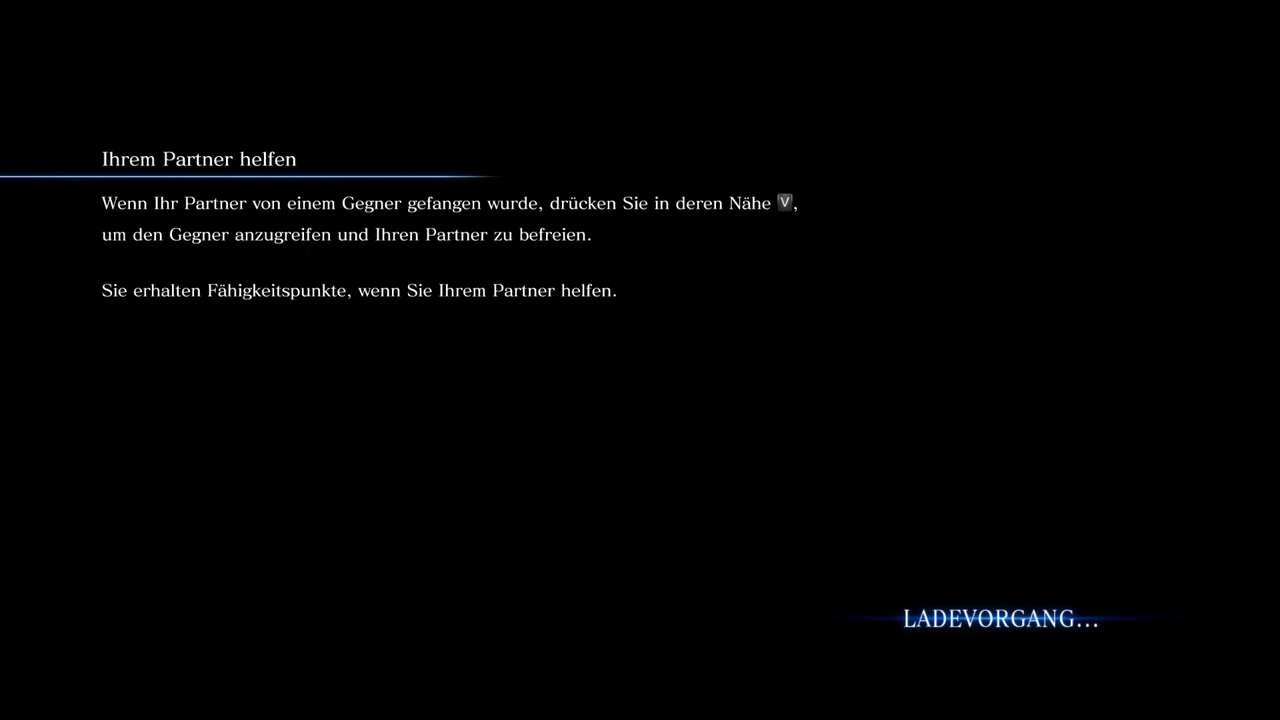 Ihrem Partner helfen
Wenn Ihr Partner von einem Gegner gefangen wurde, drücken Sie in deren Nähe V,
um den Gegner anzugreifen und Ihren Partner zu befreien.
Sie erhalten Fähigkeitspunkte, wenn Sie Ihrem Partner helfen.
LADEVORGANG...